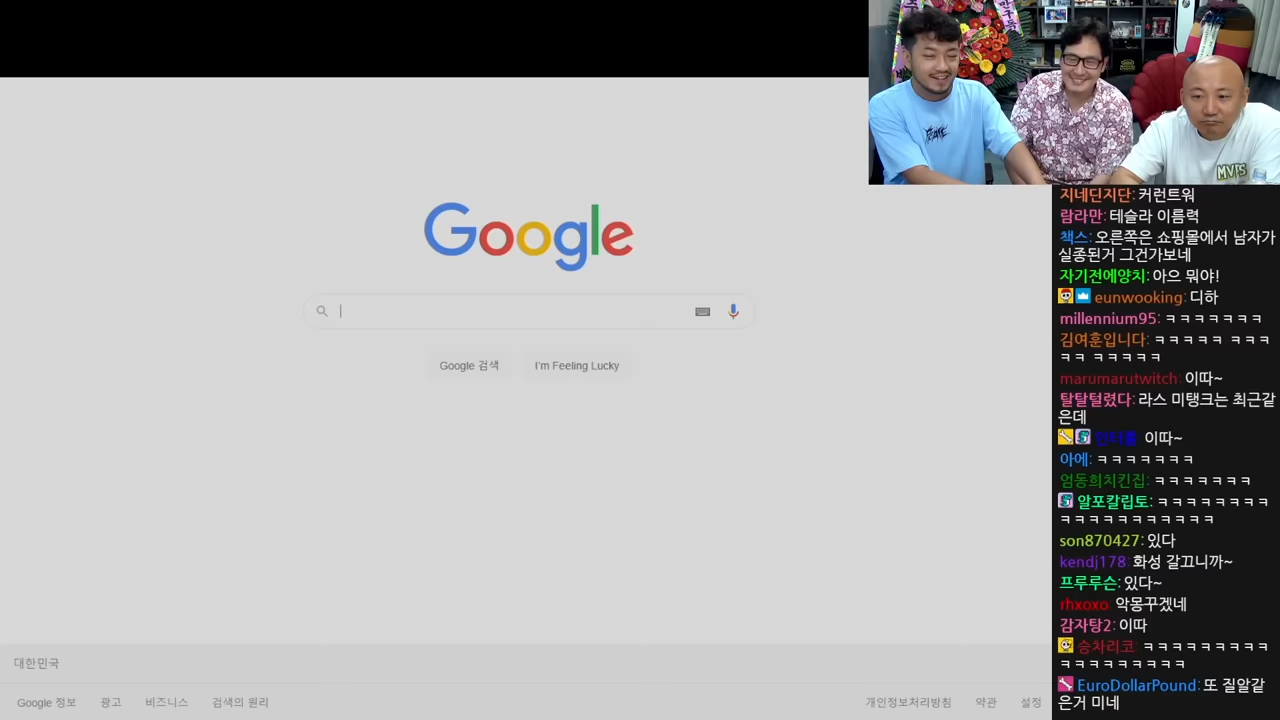 Google
Google 검색
I'm Feeling Lucky
대한민국
Google 정보
광고
비즈니스
검색의 원리
개인정보처리방침
약관
설정
MVPS
지네딘지단: 커런트워
람라만: 테슬라 이름력
책스: 오른쪽은 쇼핑몰에서 남자가
실종된거 그건가보네
자기전에양치: 아으 뭐야!
eunwooking: 디하
millennium95: ㅋㅋㅋㅋㅋㅋㅋ
김여훈입니다: ㅋㅋㅋㅋㅋ ㅋㅋㅋ
ㅋㅋ ㅋㅋㅋㅋㅋ
marumarutwitch: 이따~
탈탈털렸다: 라스 미탱크는 최근같
은데
이따~
아에: ㅋㅋㅋㅋㅋㅋㅋ
엄동희치킨집: ㅋㅋㅋㅋㅋㅋㅋ
알포칼립토: ㅋㅋㅋㅋㅋㅋㅋㅋ
ㅋㅋㅋㅋㅋㅋㅋㅋㅋㅋㅋ
son870427: 있다
kendj178: 화성 갈끄니까~
프루루슨: 있다~
rhxoxo: 악몽꾸겠네
감자탕2: 이따
승차리코: ㅋㅋㅋㅋㅋㅋㅋㅋㅋ
ㅋㅋㅋㅋㅋㅋㅋㅋㅋ
EuroDollarPound: 또 질알같
은거 미네